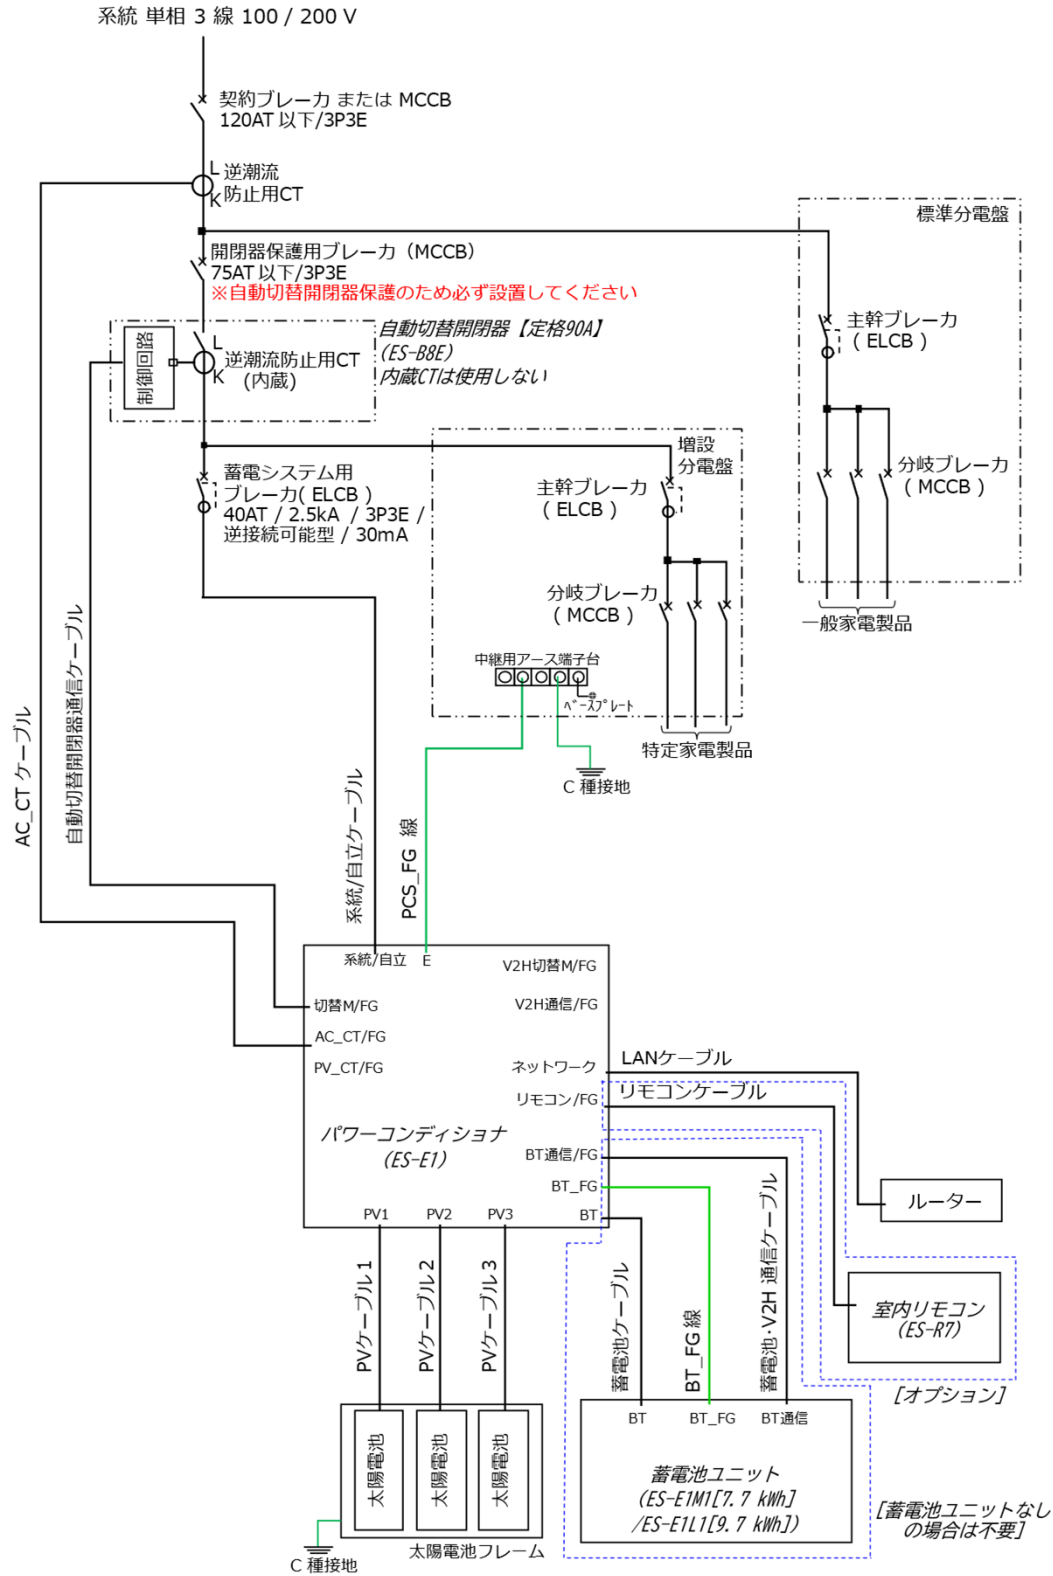 系統 単相 3 線 100 / 200 V
契約ブレーカ または MCCB
120AT 以下/3P3E
L 逆潮流
K 防止用CT
標準分電盤
開閉器保護用ブレーカ（MCCB）
75AT 以下/3P3E
※自動切替開閉器保護のため必ず設置してください
主幹ブレーカ
( ELCB )
自動切替開閉器【定格90A】
(ES-B8E)
内蔵CTは使用しない
制御回路
L
K
逆潮流防止用CT
(内蔵)
増設
分電盤
蓄電システム用
ブレーカ( ELCB )
40AT / 2.5kA / 3P3E /
逆接続可能型 / 30mA
主幹ブレーカ
( ELCB )
分岐ブレーカ
( MCCB )
分岐ブレーカ
( MCCB )
一般家電製品
中継用アース端子台
ﾍﾞｰｽﾌﾟﾚｰﾄ
特定家電製品
C 種接地
AC_CT ケーブル
自動切替開閉器通信ケーブル
系統/自立ケーブル
PCS_FG 線
系統/自立
E
V2H切替M/FG
切替M/FG
V2H通信/FG
AC_CT/FG
PV_CT/FG
ネットワーク
LANケーブル
リモコン/FG
リモコンケーブル
パワーコンディショナ
(ES-E1)
BT通信/FG
BT_FG
BT
PV1
PV2
PV3
ルーター
PVケーブル 1
PVケーブル 2
PVケーブル 3
蓄電池ケーブル
BT_FG 線
蓄電池・V2H 通信ケーブル
室内リモコン
(ES-R7)
[オプション]
BT
BT_FG
BT通信
太陽電池
太陽電池
太陽電池
蓄電池ユニット
(ES-E1M1[7.7 kWh]
/ES-E1L1[9.7 kWh])
[蓄電池ユニットなし
の場合は不要]
太陽電池フレーム
C 種接地